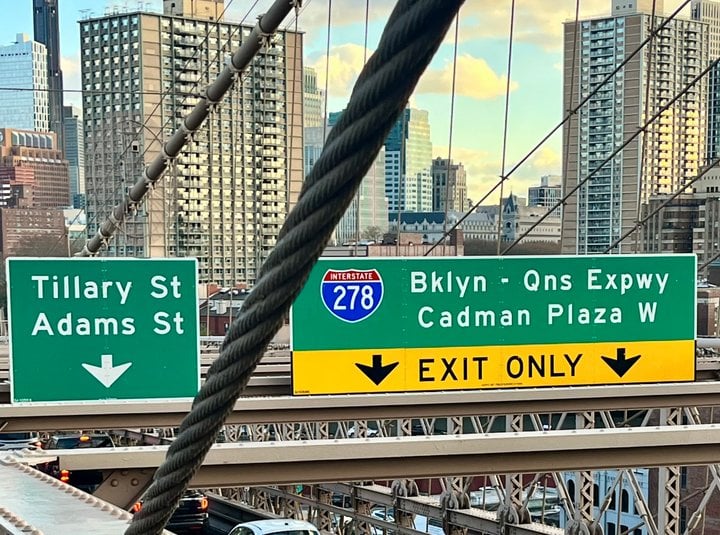 Tillary St
Adams St
INTERSTATE
278
Bklyn - Qns Expwy
Cadman Plaza W
EXIT ONLY